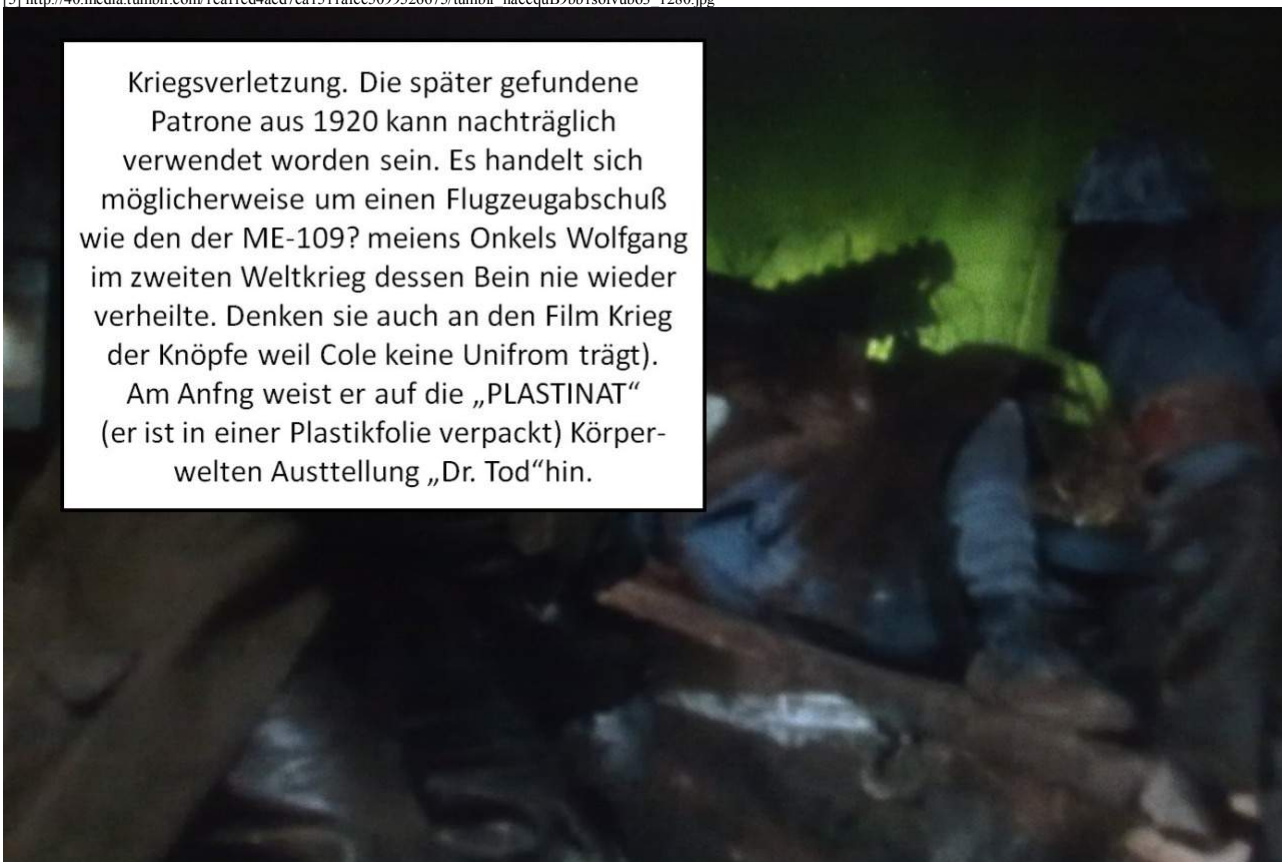 Kriegsverletzung. Die später gefundene
Patrone aus 1920 kann nachträglich
verwendet worden sein. Es handelt sich
möglicherweise um einen Flugzeugabschuß
wie den der ME-109? meiens Onkels Wolfgang
im zweiten Weltkrieg dessen Bein nie wieder
verheilte. Denken sie auch an den Film Krieg
der Knöpfe weil Cole keine Unifrom trägt).
Am Anfng weist er auf die „PLASTINAT“
(er ist in einer Plastikfolie verpackt) Körper-
welten Austtellung „Dr. Tod“hin.